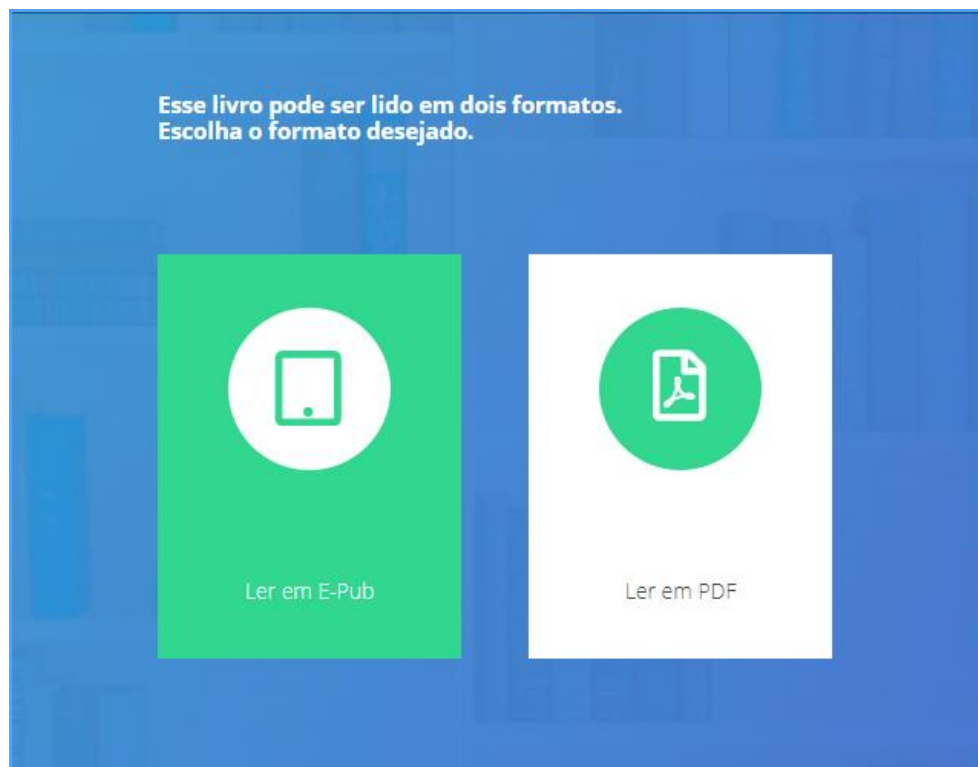 Esse livro pode ser lido em dois formatos.
Escolha o formato desejado.
Ler em E-Pub
Ler em PDF